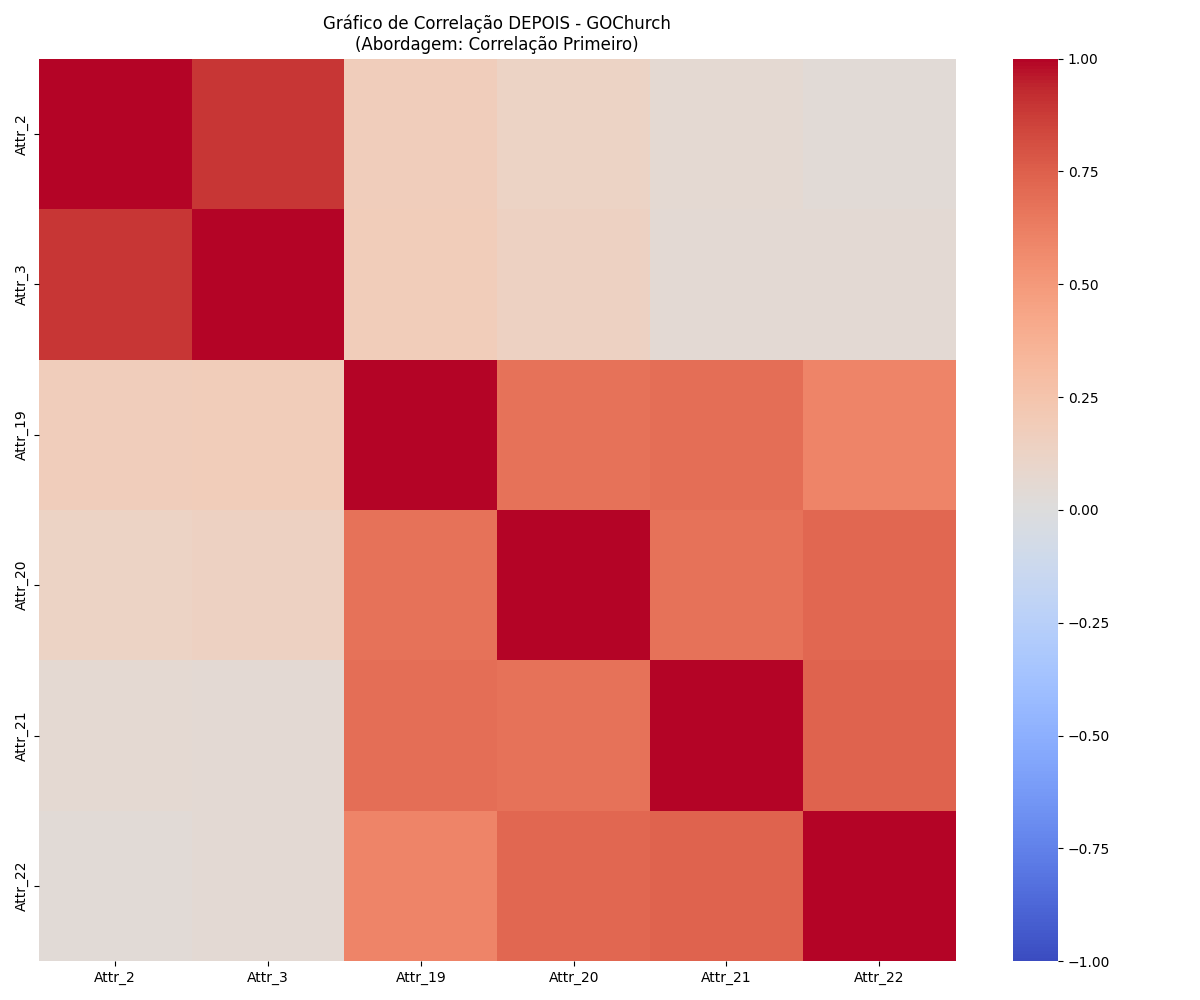 Gráfico de Correlação DEPOIS - GOChurch
(Abordagem: Correlação Primeiro)
Attr_2
Attr_3
Attr_19
Attr_20
Attr_21
Attr_22
Attr_2 Attr_3 Attr_19 Attr_20 Attr_21 Attr_22
1.00
0.75
0.50
0.25
0.00
−0.25
−0.50
−0.75
−1.00